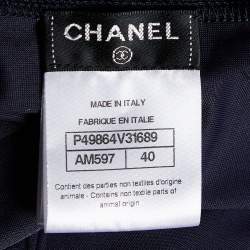 CHANEL
MADE IN ITALY
FABRIQUE EN ITALIE
P49864V31689
AM597 40
Contient des parties non textiles d'origine
animale - Contains non textile parts of
animal origin